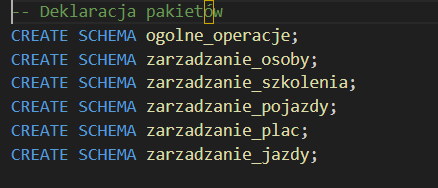 -- Deklaracja pakietów
CREATE SCHEMA ogolne_operacje;
CREATE SCHEMA zarzadzanie_osoby;
CREATE SCHEMA zarzadzanie_szkolenia;
CREATE SCHEMA zarzadzanie_pojazdy;
CREATE SCHEMA zarzadzanie_plac;
CREATE SCHEMA zarzadzanie_jazdy;